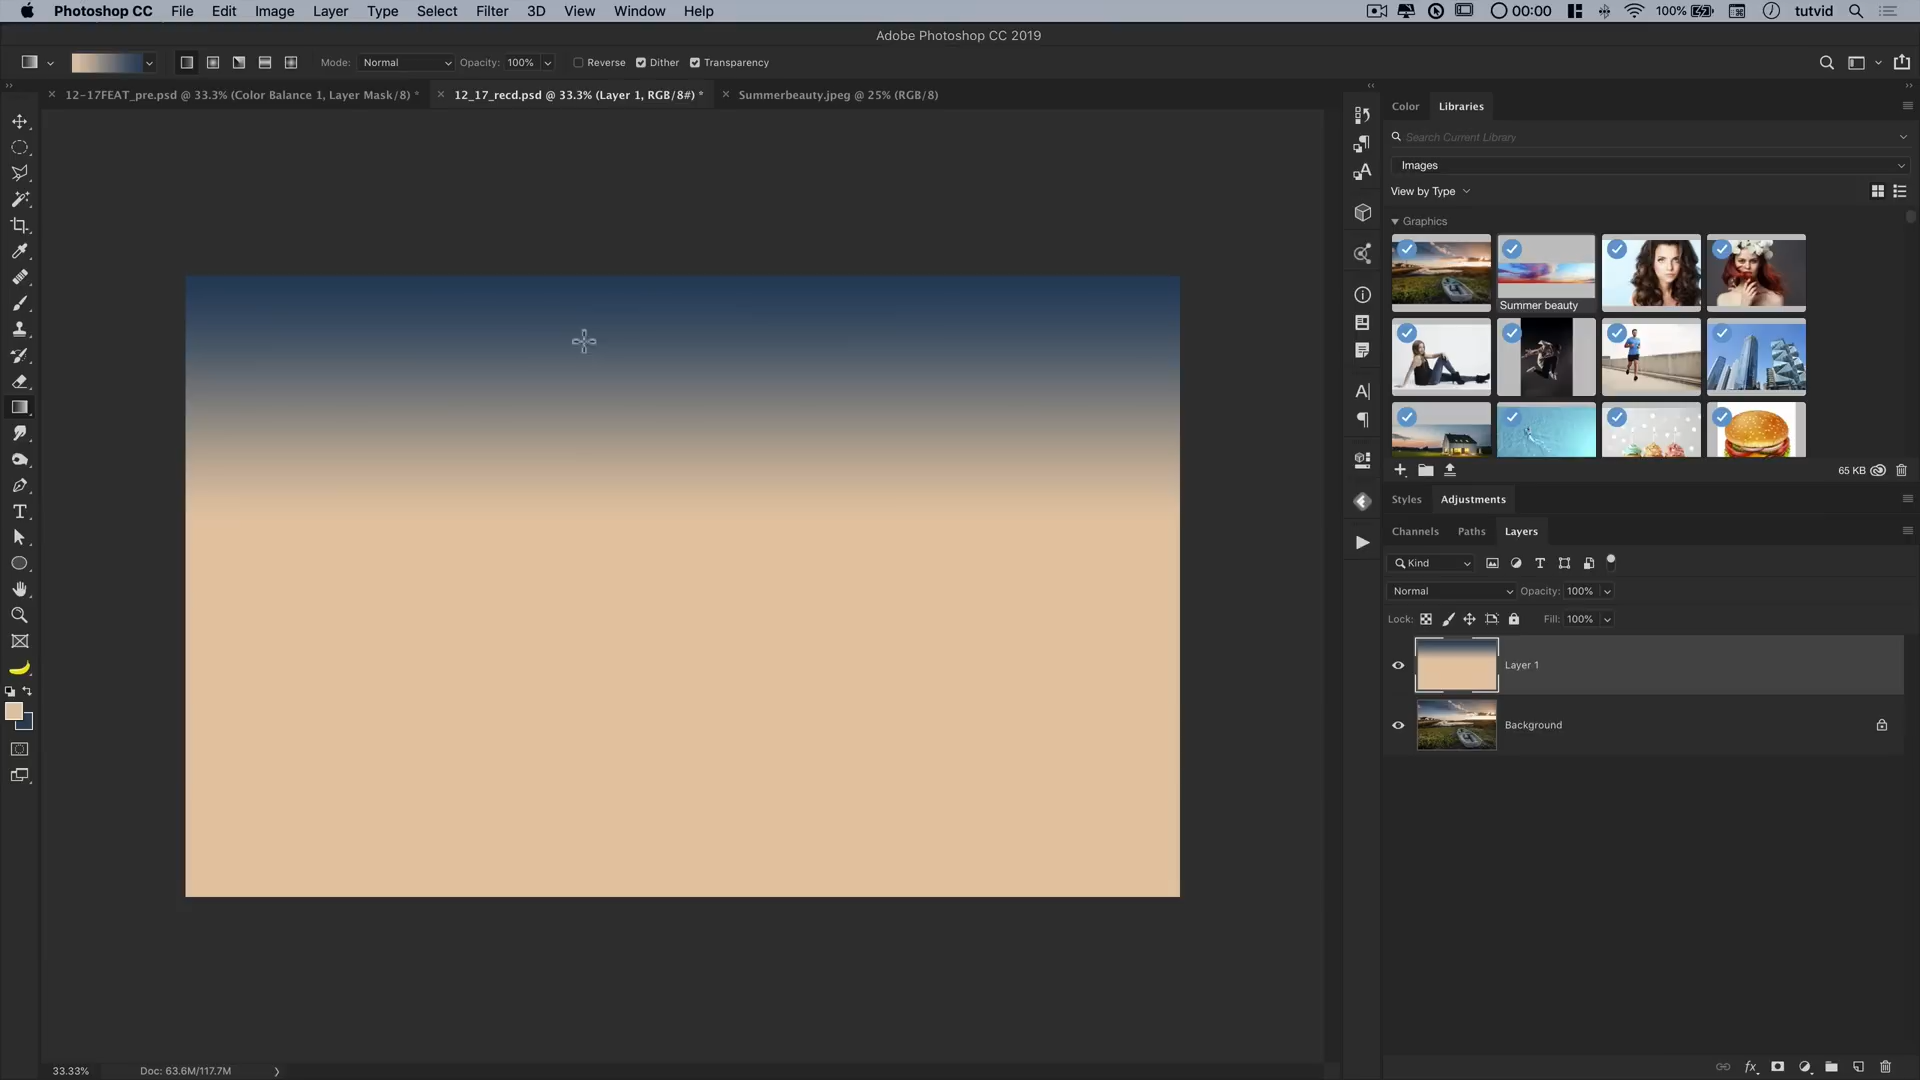 Photoshop CC File Edit Image Layer Type Select Filter 3D View Window Help 00:00 100% tutvid
Adobe Photoshop CC 2019
Mode: Normal Opacity: 100% Reverse Dither Transparency
12-17FEAT_pre.psd @ 33.3% (Color Balance 1, Layer Mask/8) * 12_17_recd.psd @ 33.3% (Layer 1, RGB/8#) * Summerbeauty.jpeg @ 25% (RGB/8)
Color Libraries
Search Current Library
Images
View by Type
Graphics
Summer beauty
65 KB
Styles Adjustments
Channels Paths Layers
Kind
Normal Opacity: 100%
Lock: Fill: 100%
Layer 1
Background
33.33% Doc: 63.6M/117.7M